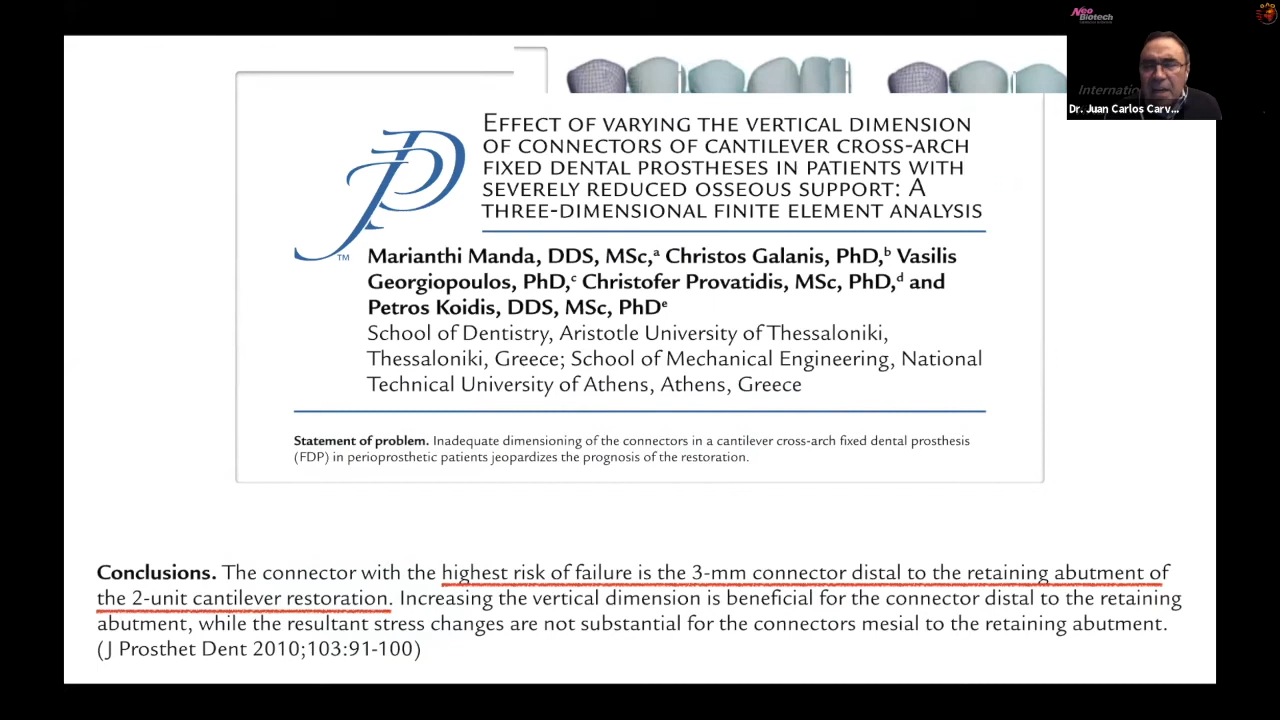 Neo
Biotech
Internatio
Dr. Juan Carlos Carv...
JPD
TM
EFFECT OF VARYING THE VERTICAL DIMENSION
OF CONNECTORS OF CANTILEVER CROSS-ARCH
FIXED DENTAL PROSTHESES IN PATIENTS WITH
SEVERELY REDUCED OSSEOUS SUPPORT: A
THREE-DIMENSIONAL FINITE ELEMENT ANALYSIS
Marianthi Manda, DDS, MSc,ᵃ Christos Galanis, PhD,ᵇ Vasilis
Georgiopoulos, PhD,ᶜ Christofer Provatidis, MSc, PhD,ᵈ and
Petros Koidis, DDS, MSc, PhDᵉ
School of Dentistry, Aristotle University of Thessaloniki,
Thessaloniki, Greece; School of Mechanical Engineering, National
Technical University of Athens, Athens, Greece
Statement of problem. Inadequate dimensioning of the connectors in a cantilever cross-arch fixed dental prosthesis
(FDP) in perioprosthetic patients jeopardizes the prognosis of the restoration.
Conclusions. The connector with the highest risk of failure is the 3-mm connector distal to the retaining abutment of
the 2-unit cantilever restoration. Increasing the vertical dimension is beneficial for the connector distal to the retaining
abutment, while the resultant stress changes are not substantial for the connectors mesial to the retaining abutment.
(J Prosthet Dent 2010;103:91-100)